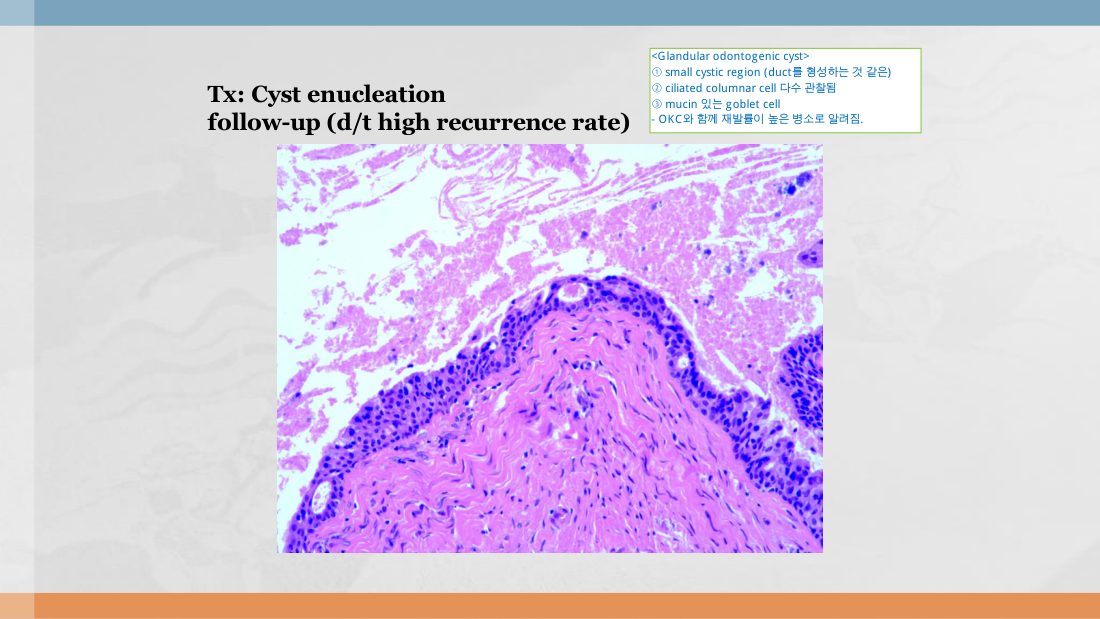 Tx: Cyst enucleation
follow-up (d/t high recurrence rate)
<Glandular odontogenic cyst>
① small cystic region (duct를 형성하는 것 같은)
② ciliated columnar cell 다수 관찰됨
③ mucin 있는 goblet cell
- OKC와 함께 재발률이 높은 병소로 알려짐.